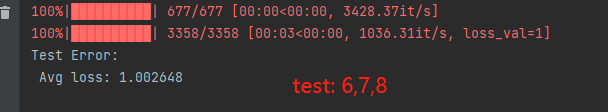 100%|██████████| 677/677 [00:00<00:00, 3428.37it/s]
100%|██████████| 3358/3358 [00:03<00:00, 1036.31it/s, loss_val=1]
Test Error:
 Avg loss: 1.002648
test: 6,7,8